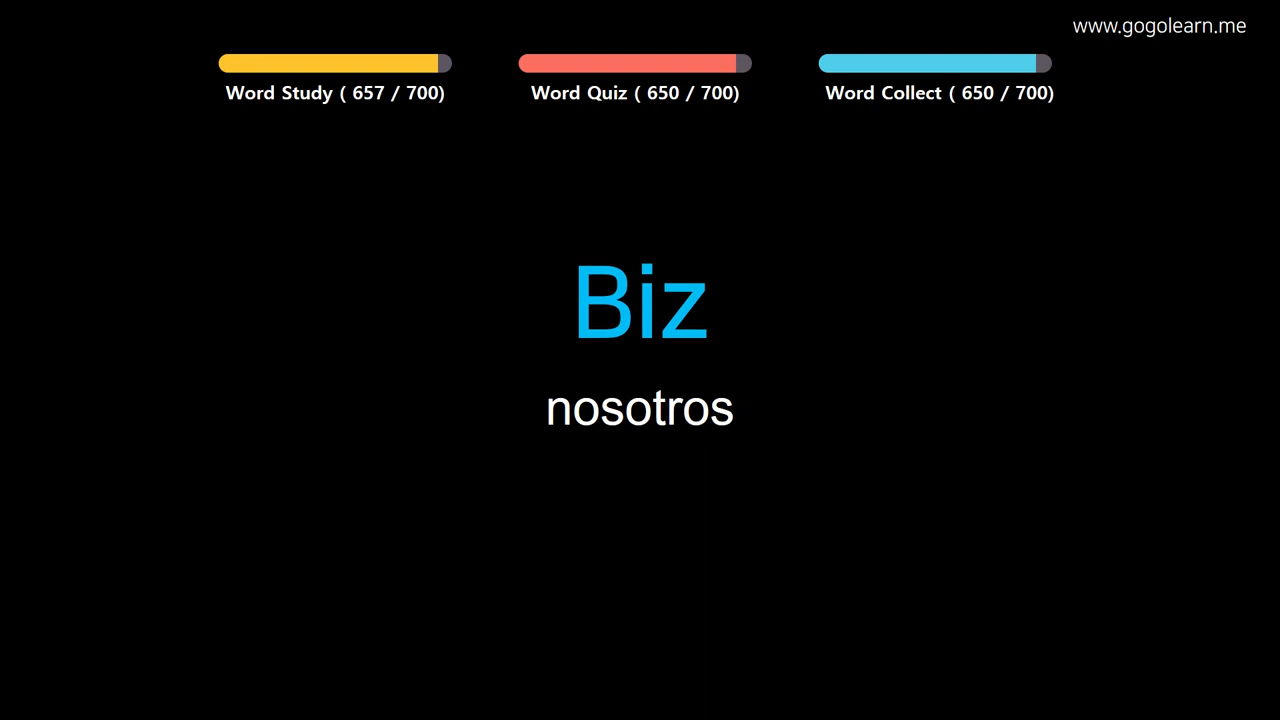 www.gogolearn.me
Word Study ( 657 / 700)
Word Quiz ( 650 / 700)
Word Collect ( 650 / 700)
Biz
nosotros